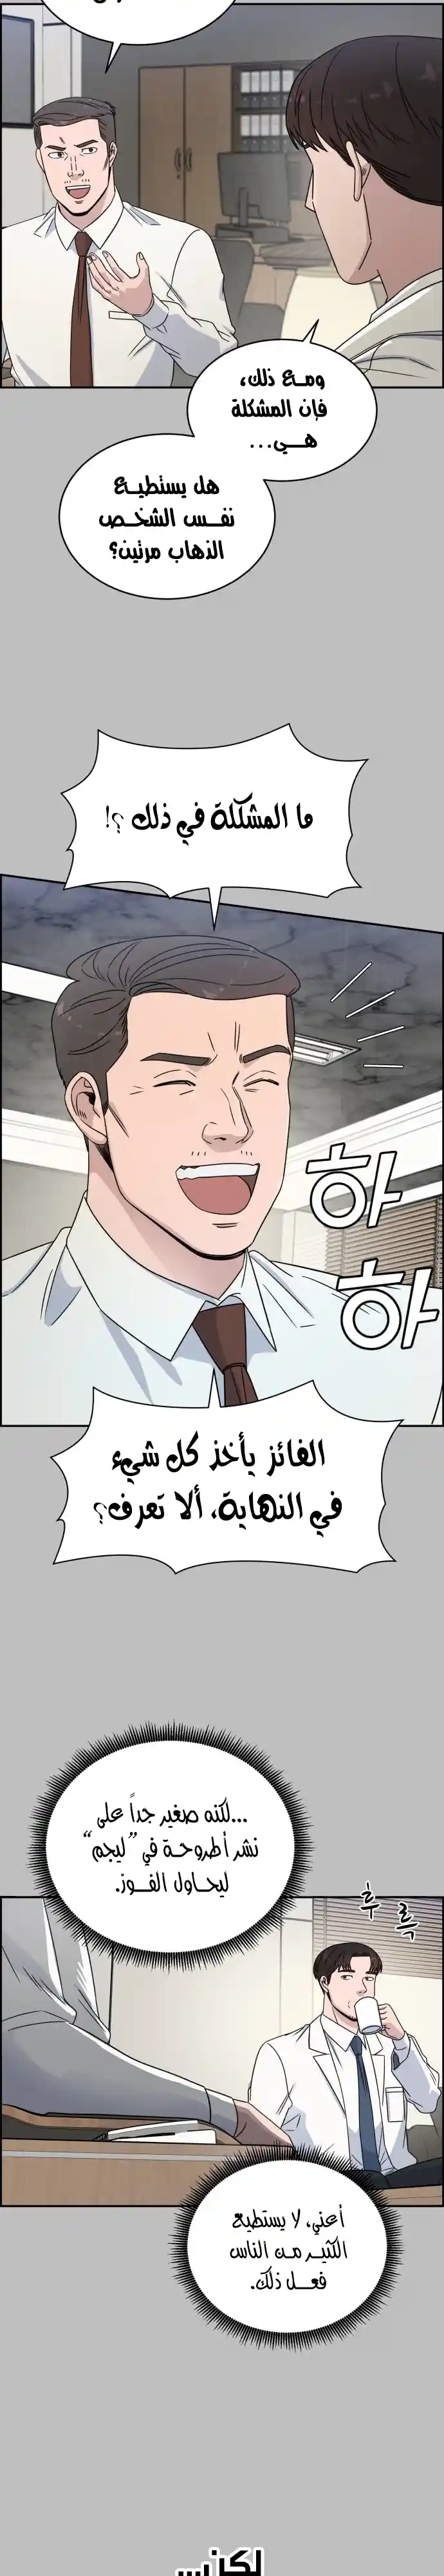 ومع ذلك،
فإن المشكلة
هي...
هل يستطيع
نفس الشخص
الذهاب مرتين؟
ما المشكلة في ذلك ؟!
하
하
الفائز يأخذ كل شيء
في النهاية، ألا تعرف؟
...لكنه صغير جداً على
نشر أطروحة في "ليجم"
ليحاول الفوز.
후
륵
أعني، لا يستطيع
الكثير من الناس
فعل ذلك.
لكن...